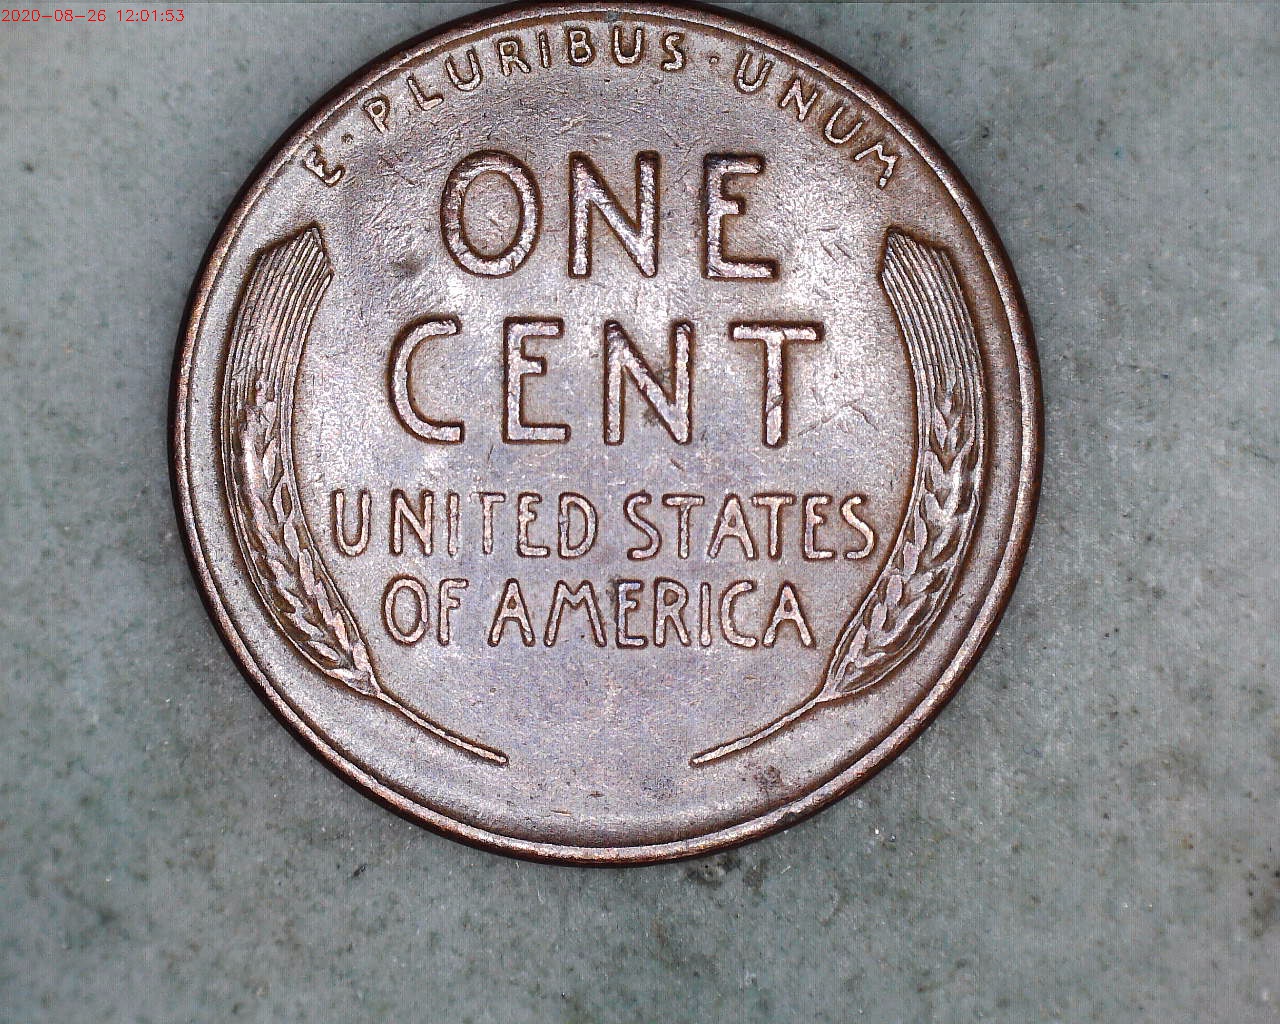 2020-08-26 12:01:53
E·PLURIBUS·UNUM
ONE
CENT
UNITED STATES
OF AMERICA